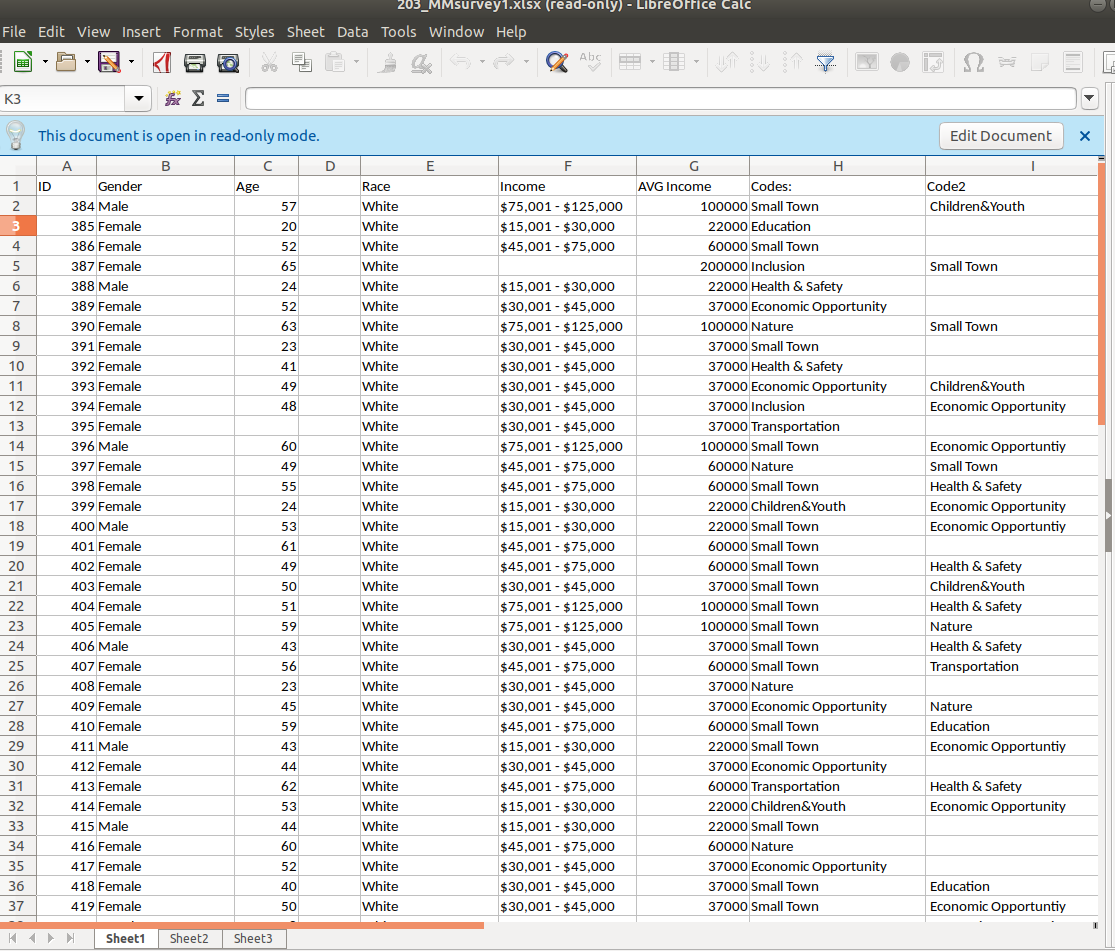 203_MMsurvey1.xlsx (read-only) - LibreOffice Calc
File Edit View Insert Format Styles Sheet Data Tools Window Help
Abc
K3
This document is open in read-only mode. Edit Document
A B C D E F G H I
1 ID Gender Age Race Income AVG Income Codes: Code2
2 384 Male 57 White $75,001 - $125,000 100000 Small Town Children&Youth
3 385 Female 20 White $15,001 - $30,000 22000 Education
4 386 Female 52 White $45,001 - $75,000 60000 Small Town
5 387 Female 65 White 200000 Inclusion Small Town
6 388 Male 24 White $15,001 - $30,000 22000 Health & Safety
7 389 Female 52 White $30,001 - $45,000 37000 Economic Opportunity
8 390 Female 63 White $75,001 - $125,000 100000 Nature Small Town
9 391 Female 23 White $30,001 - $45,000 37000 Small Town
10 392 Female 41 White $30,001 - $45,000 37000 Health & Safety
11 393 Female 49 White $30,001 - $45,000 37000 Economic Opportunity Children&Youth
12 394 Female 48 White $30,001 - $45,000 37000 Inclusion Economic Opportunity
13 395 Female White $30,001 - $45,000 37000 Transportation
14 396 Male 60 White $75,001 - $125,000 100000 Small Town Economic Opportuntiy
15 397 Female 49 White $45,001 - $75,000 60000 Nature Small Town
16 398 Female 55 White $45,001 - $75,000 60000 Small Town Health & Safety
17 399 Female 24 White $15,001 - $30,000 22000 Children&Youth Economic Opportunity
18 400 Male 53 White $15,001 - $30,000 22000 Small Town Economic Opportuntiy
19 401 Female 61 White $45,001 - $75,000 60000 Small Town
20 402 Female 49 White $45,001 - $75,000 60000 Small Town Health & Safety
21 403 Female 50 White $30,001 - $45,000 37000 Small Town Children&Youth
22 404 Female 51 White $75,001 - $125,000 100000 Small Town Health & Safety
23 405 Female 59 White $75,001 - $125,000 100000 Small Town Nature
24 406 Male 43 White $30,001 - $45,000 37000 Small Town Health & Safety
25 407 Female 56 White $45,001 - $75,000 60000 Small Town Transportation
26 408 Female 23 White $30,001 - $45,000 37000 Nature
27 409 Female 45 White $30,001 - $45,000 37000 Economic Opportunity Nature
28 410 Female 59 White $45,001 - $75,000 60000 Small Town Education
29 411 Male 43 White $15,001 - $30,000 22000 Small Town Economic Opportuntiy
30 412 Female 44 White $30,001 - $45,000 37000 Economic Opportunity
31 413 Female 62 White $45,001 - $75,000 60000 Transportation Health & Safety
32 414 Female 53 White $15,001 - $30,000 22000 Children&Youth Economic Opportunity
33 415 Male 44 White $15,001 - $30,000 22000 Small Town
34 416 Female 60 White $45,001 - $75,000 60000 Nature
35 417 Female 52 White $30,001 - $45,000 37000 Economic Opportunity
36 418 Female 40 White $30,001 - $45,000 37000 Small Town Education
37 419 Female 50 White $30,001 - $45,000 37000 Small Town Economic Opportuntiy
Sheet1 Sheet2 Sheet3